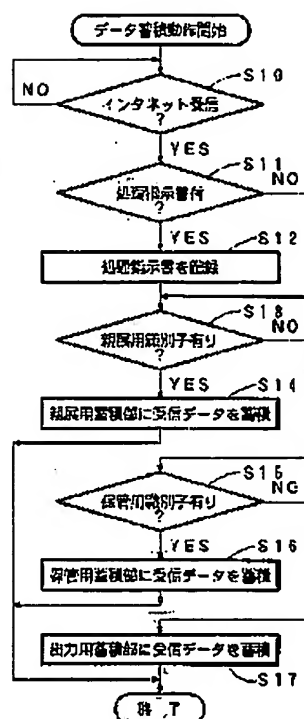 データ蓄積動作開始
S10
インタネット受信
?
NO
YES
S11
処理指示書付
?
NO
YES
S12
処理指示書を記録
S13
親展用識別子有り
?
NO
YES
S14
親展用蓄積部に受信データを蓄積
S15
保管用識別子有り
?
NO
YES
S16
保管用蓄積部に受信データを蓄積
出力用蓄積部に受信データを蓄積
S17
終了